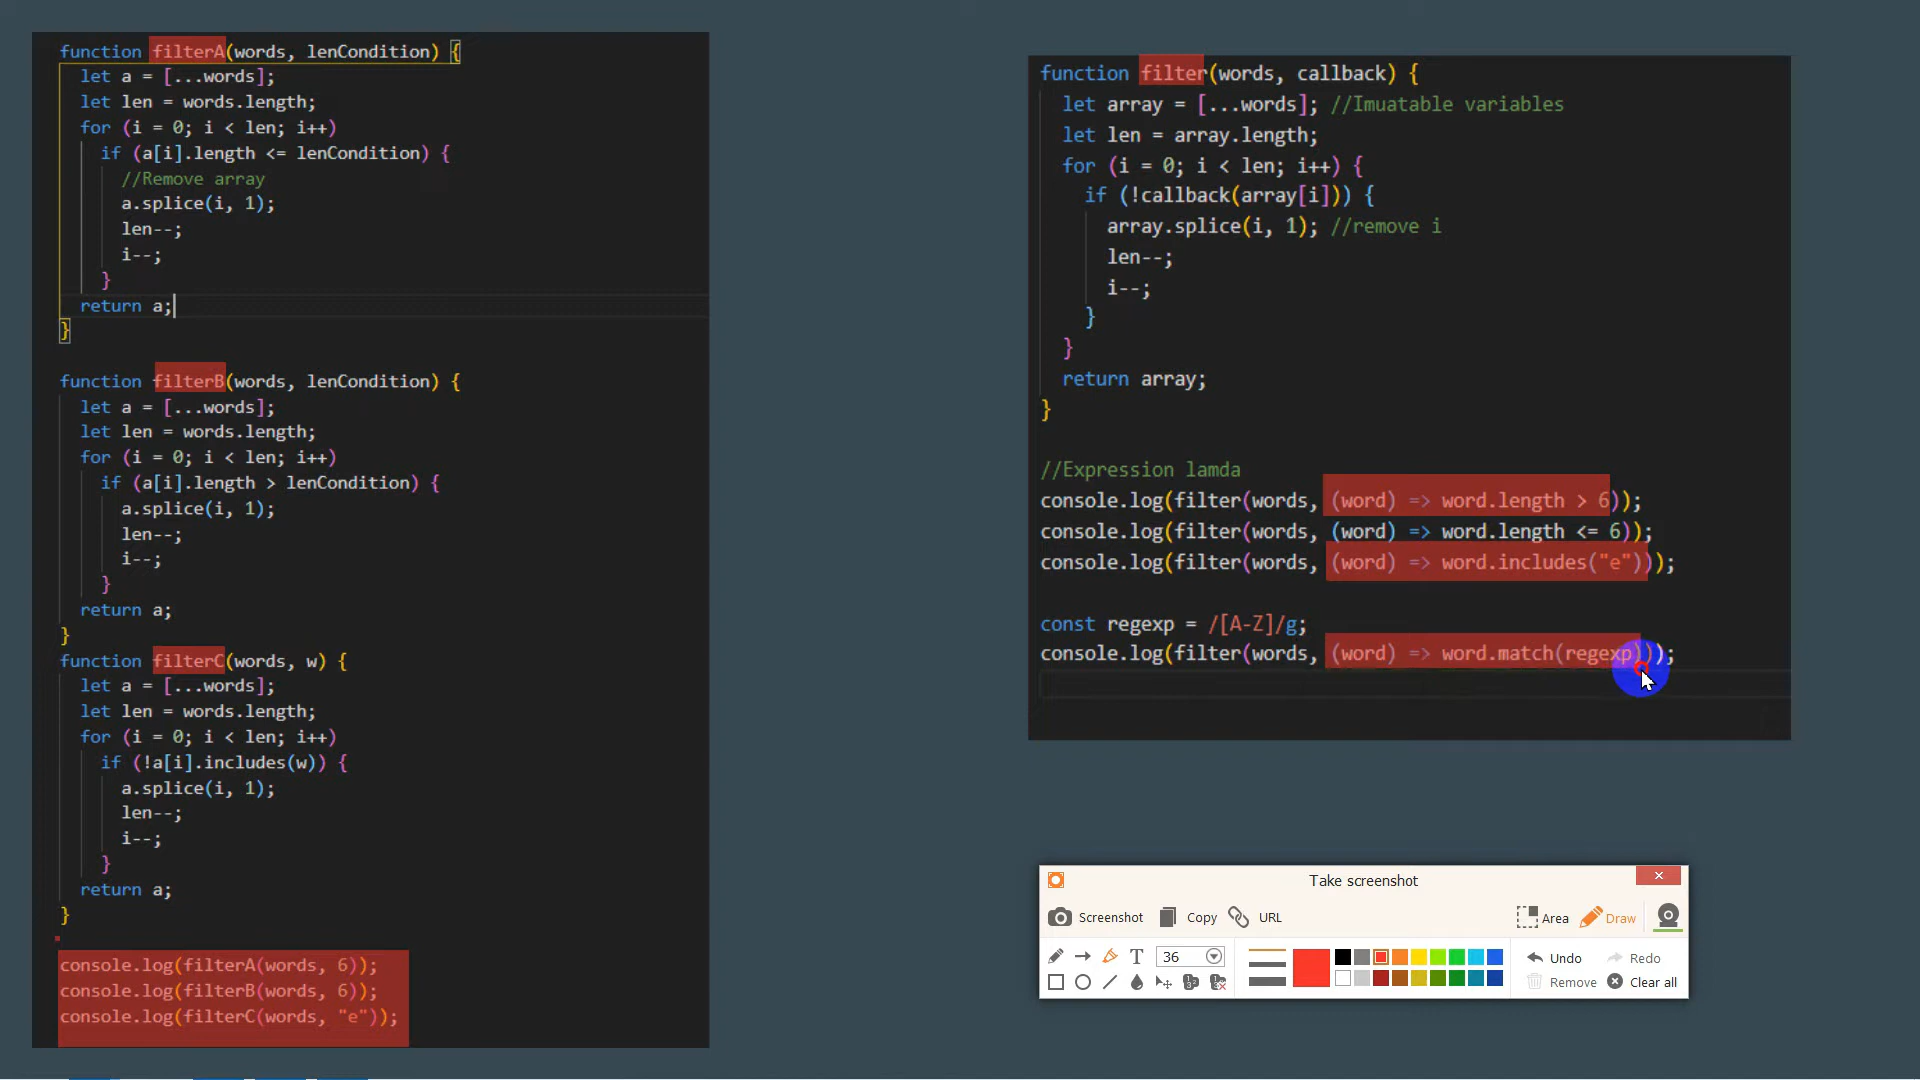 function filterA(words, lenCondition) {
let a = [...words];
let len = words.length;
for (i = 0; i < len; i++)
if (a[i].length <= lenCondition) {
//Remove array
a.splice(i, 1);
len--;
i--;
}
return a;
}
function filterB(words, lenCondition) {
let a = [...words];
let len = words.length;
for (i = 0; i < len; i++)
if (a[i].length > lenCondition) {
a.splice(i, 1);
len--;
i--;
}
return a;
}
function filterC(words, w) {
let a = [...words];
let len = words.length;
for (i = 0; i < len; i++)
if (!a[i].includes(w)) {
a.splice(i, 1);
len--;
i--;
}
return a;
}
console.log(filterA(words, 6));
console.log(filterB(words, 6));
console.log(filterC(words, "e"));
function filter(words, callback) {
let array = [...words]; //Imuatable variables
let len = array.length;
for (i = 0; i < len; i++) {
if (!callback(array[i])) {
array.splice(i, 1); //remove i
len--;
i--;
}
}
return array;
}
//Expression lamda
console.log(filter(words, (word) => word.length > 6));
console.log(filter(words, (word) => word.length <= 6));
console.log(filter(words, (word) => word.includes("e")));
const regexp = /[A-Z]/g;
console.log(filter(words, (word) => word.match(regexp)));
Take screenshot
Screenshot Copy URL Area Draw
T 36 Undo Redo
Remove Clear all